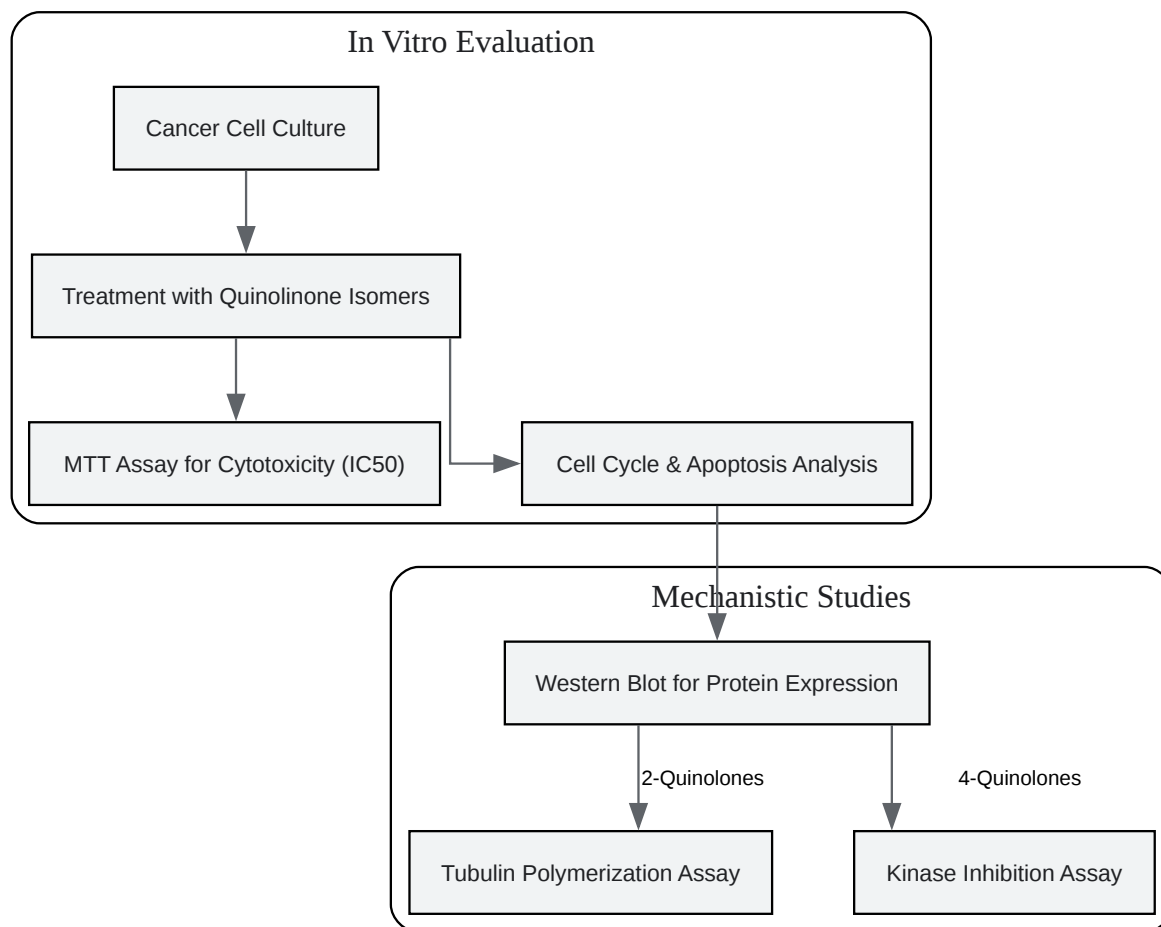 In Vitro Evaluation
Cancer Cell Culture
Treatment with Quinolinone Isomers
MTT Assay for Cytotoxicity (IC50)
Cell Cycle & Apoptosis Analysis
Mechanistic Studies
Western Blot for Protein Expression
2-Quinolones
4-Quinolones
Tubulin Polymerization Assay
Kinase Inhibition Assay